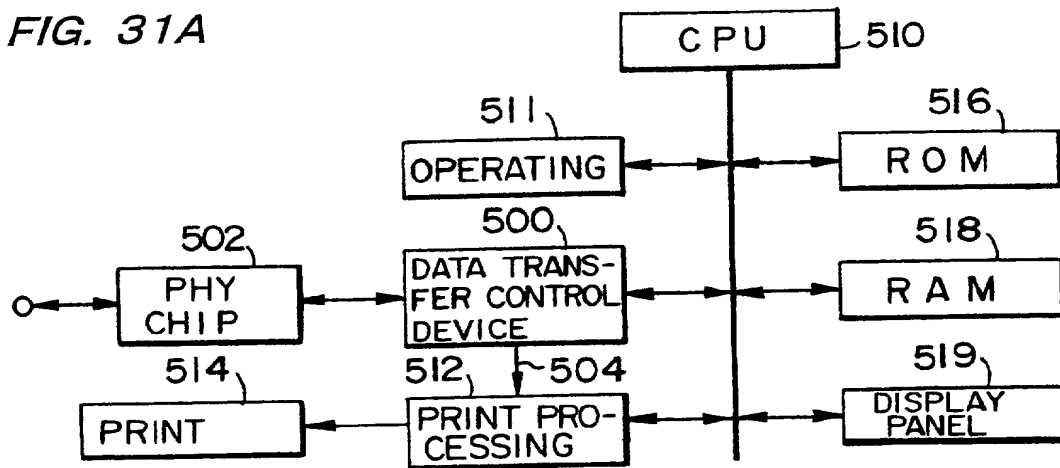 FIG. 31A
CPU
510
511
OPERATING
516
ROM
502
PHY
CHIP
500
DATA TRANS-
FER CONTROL
DEVICE
518
RAM
514
PRINT
512
504
PRINT PRO-
CESSING
519
DISPLAY
PANEL